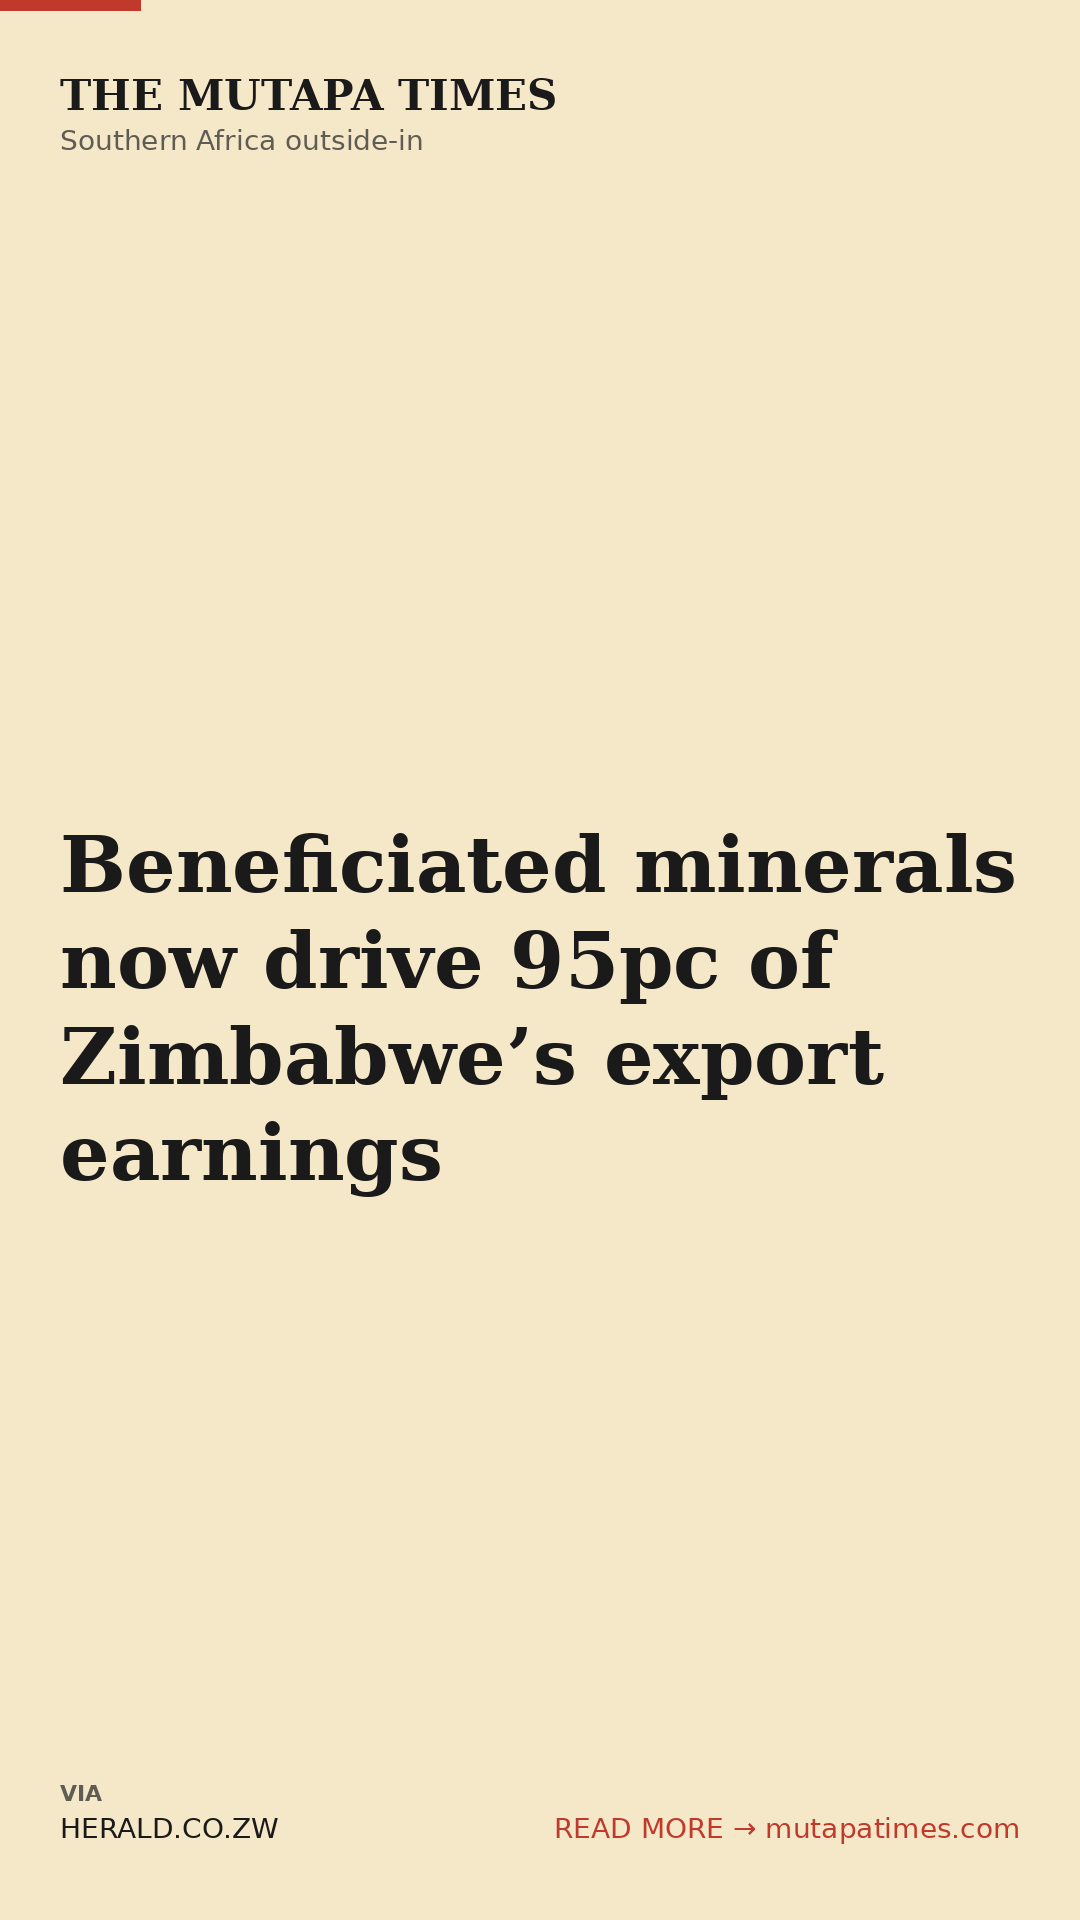 THE MUTAPA TIMES
Southern Africa outside-in
Beneficiated minerals
now drive 95pc of
Zimbabwe’s export
earnings
VIA
HERALD.CO.ZW
READ MORE → mutapatimes.com